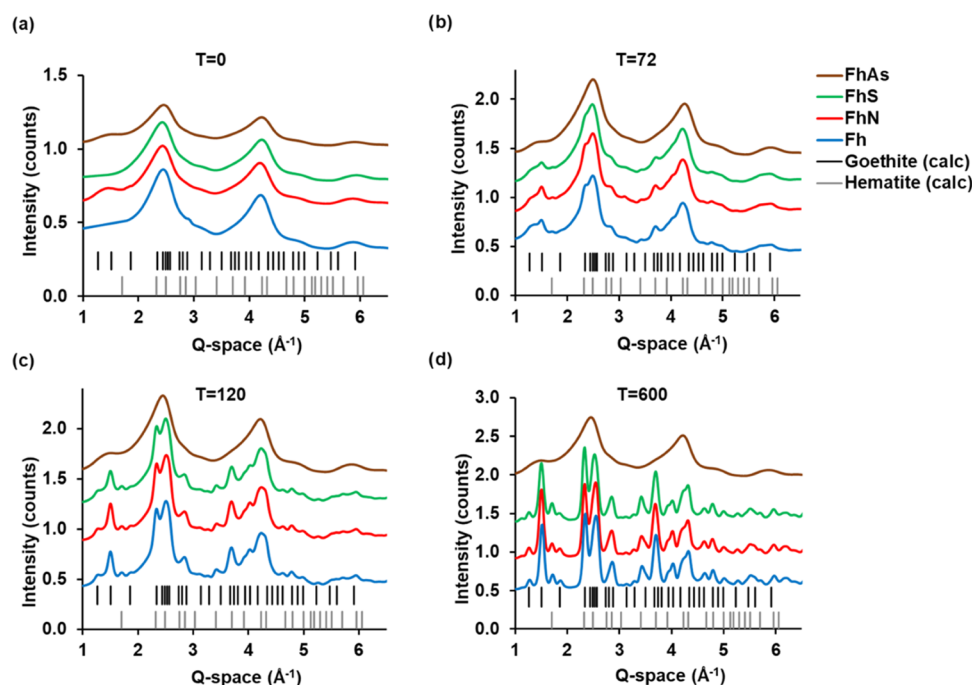 (a)
T=0
Intensity (counts)
1.5
1.0
0.5
0.0
1 2 3 4 5 6
Q-space (Å⁻¹)
(b)
T=72
Intensity (counts)
2.0
1.5
1.0
0.5
0.0
1 2 3 4 5 6
Q-space (Å⁻¹)
FhAs
FhS
FhN
Fh
Goethite (calc)
Hematite (calc)
(c)
T=120
Intensity (counts)
2.0
1.5
1.0
0.5
0.0
1 2 3 4 5 6
Q-space (Å⁻¹)
(d)
T=600
Intensity (counts)
3.0
2.5
2.0
1.5
1.0
0.5
0.0
1 2 3 4 5 6
Q-space (Å⁻¹)